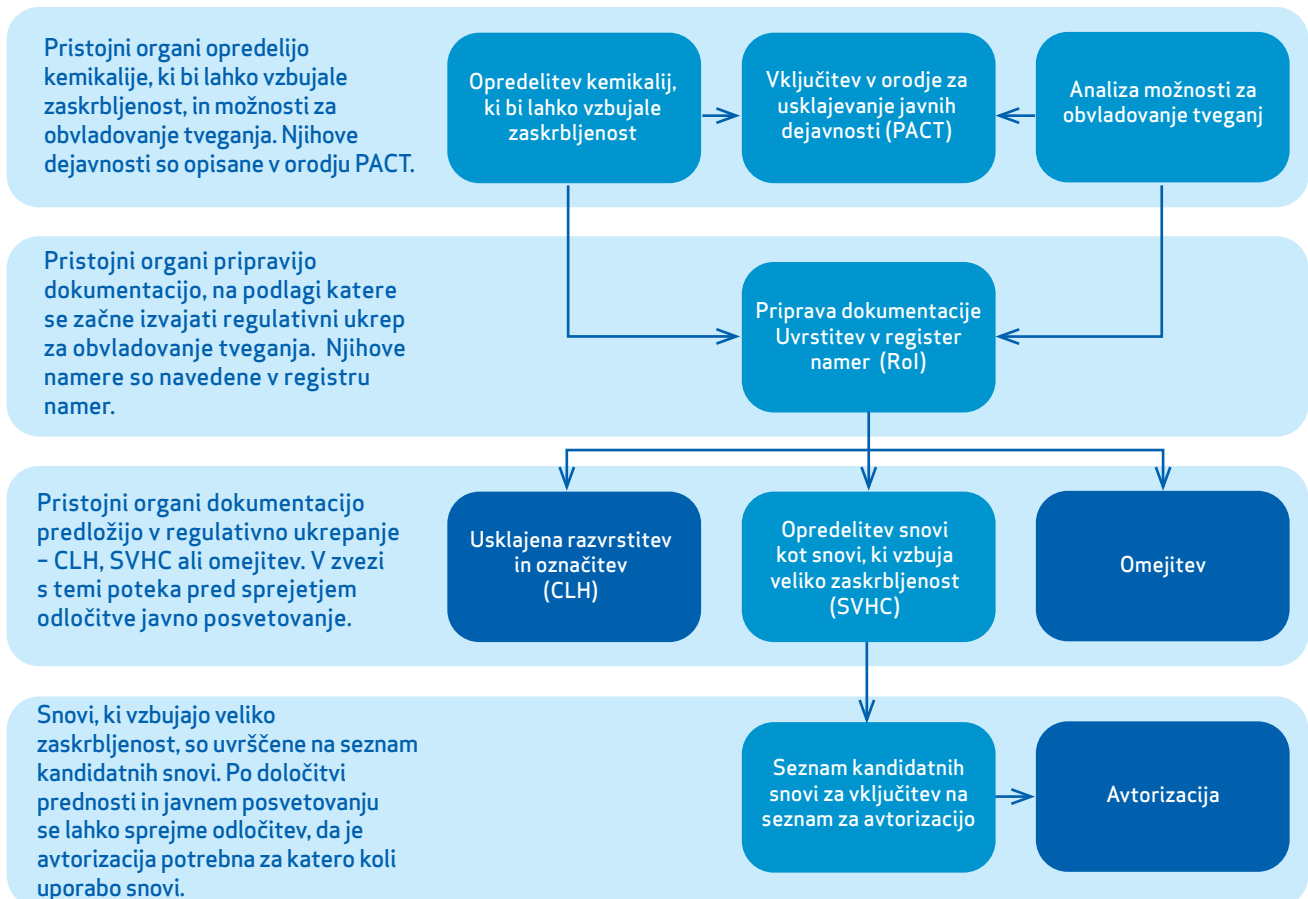 Pristojni organi opredelijo
kemikalije, ki bi lahko vzbujale
zaskrbljenost, in možnosti za
obvladovanje tveganja. Njihove
dejavnosti so opisane v orodju PACT.
Opredelitev kemikalij,
ki bi lahko vzbujale
zaskrbljenost
Vključitev v orodje za
usklajevanje javnih
dejavnosti (PACT)
Analiza možnosti za
obvladovanje tveganj
Pristojni organi pripravijo
dokumentacijo, na podlagi katere
se začne izvajati regulativni ukrep
za obvladovanje tveganja. Njihove
namere so navedene v registru
namer.
Priprava dokumentacije
Uvrstitev v register
namer (RoI)
Pristojni organi dokumentacijo
predložijo v regulativno ukrepanje
– CLH, SVHC ali omejitev. V zvezi
s temi poteka pred sprejetjem
odločitve javno posvetovanje.
Usklajena razvrstitev
in označitev
(CLH)
Opredelitev snovi
kot snovi, ki vzbuja
veliko zaskrbljenost
(SVHC)
Omejitev
Snovi, ki vzbujajo veliko
zaskrbljenost, so uvrščene na seznam
kandidatnih snovi. Po določitvi
prednosti in javnem posvetovanju
se lahko sprejme odločitev, da je
avtorizacija potrebna za katero koli
uporabo snovi.
Seznam kandidatnih
snovi za vključitev na
seznam za avtorizacijo
Avtorizacija